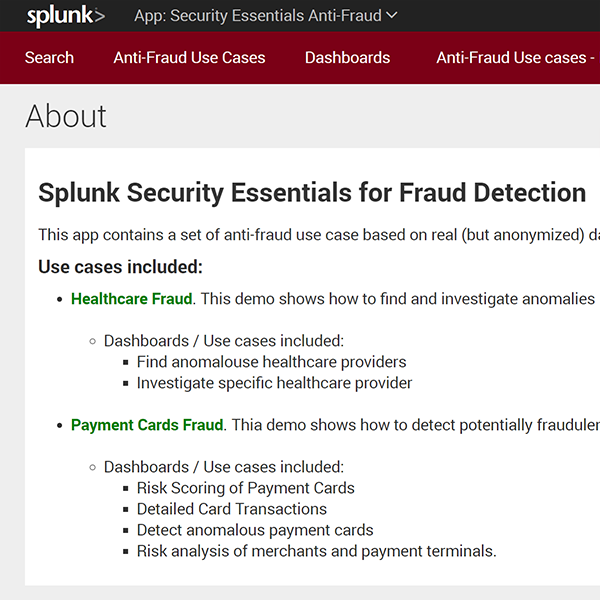 splunk> App: Security Essentials Anti-Fraud
Search Anti-Fraud Use Cases Dashboards Anti-Fraud Use cases -
About
Splunk Security Essentials for Fraud Detection
This app contains a set of anti-fraud use case based on real (but anonymized)
Use cases included:
• Healthcare Fraud. This demo shows how to find and investigate anomalies
◦ Dashboards / Use cases included:
▪ Find anomalouse healthcare providers
▪ Investigate specific healthcare provider
• Payment Cards Fraud. Thia demo shows how to detect potentially
◦ Dashboards / Use cases included:
▪ Risk Scoring of Payment Cards
▪ Detailed Card Transactions
▪ Detect anomalous payment cards
▪ Risk analysis of merchants and payment terminals.